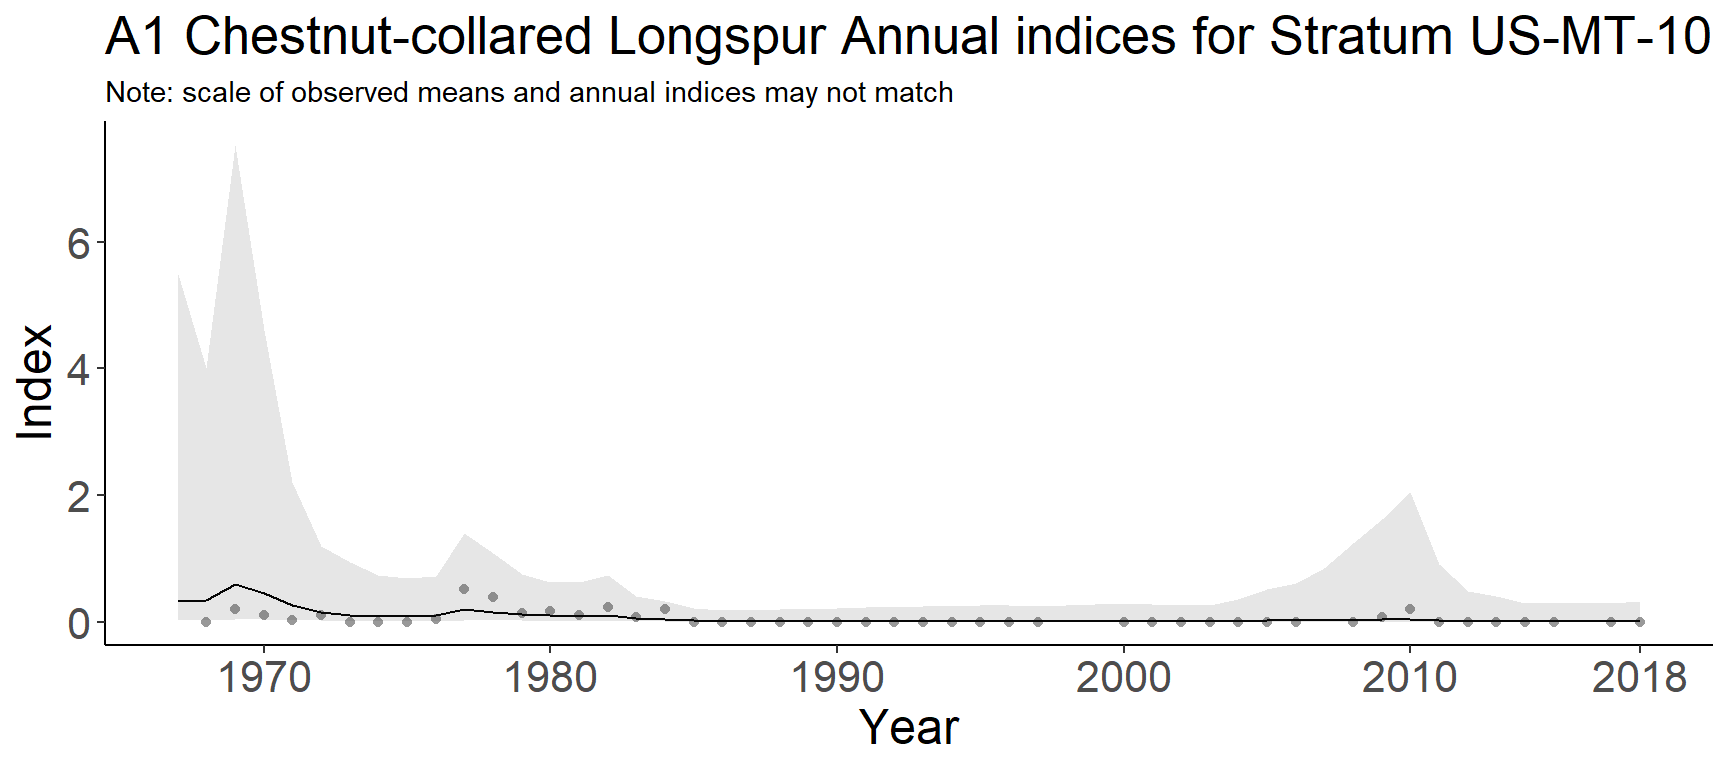 A1 Chestnut-collared Longspur Annual indices for Stratum US-MT-10
Note: scale of observed means and annual indices may not match
6
4
2
0
Index
1970 1980 1990 2000 2010 2018
Year